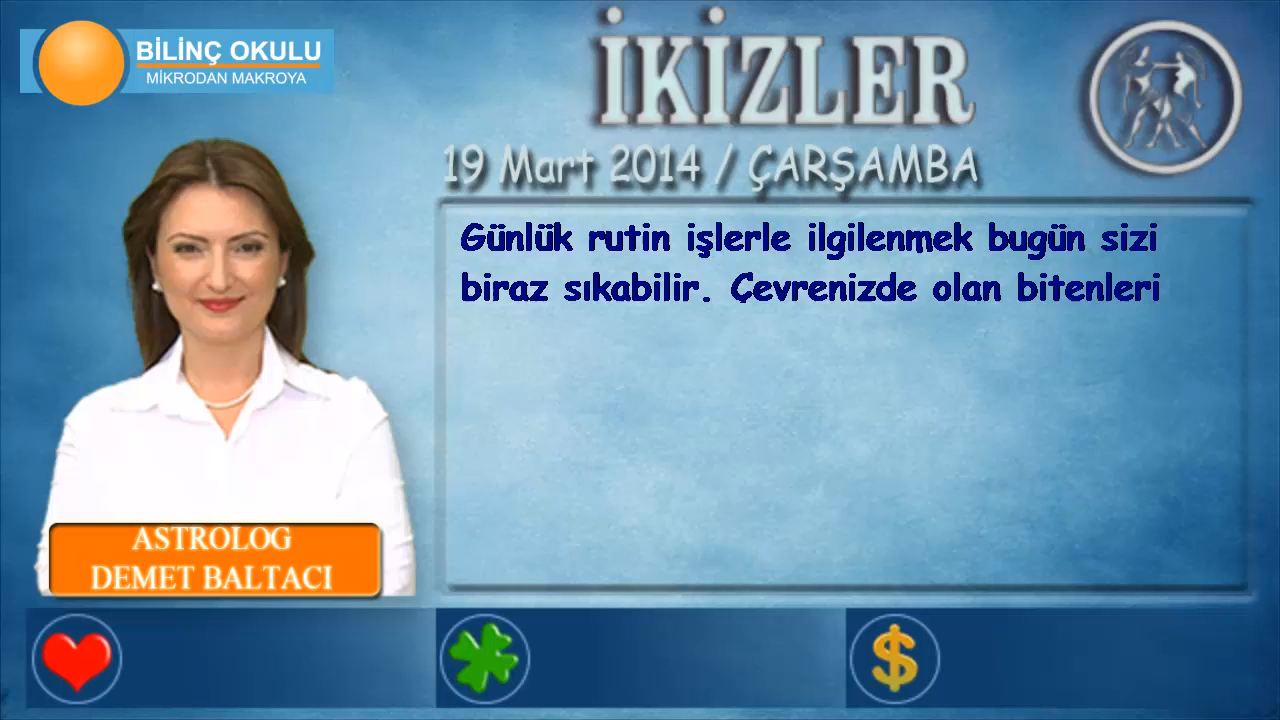 BİLİNÇ OKULU
MİKRODAN MAKROYA
İKİZLER
19 Mart 2014 / ÇARŞAMBA
Günlük rutin işlerle ilgilenmek bugün sizi
biraz sıkabilir. Çevrenizde olan bitenleri
ASTROLOG
DEMET BALTACI
$